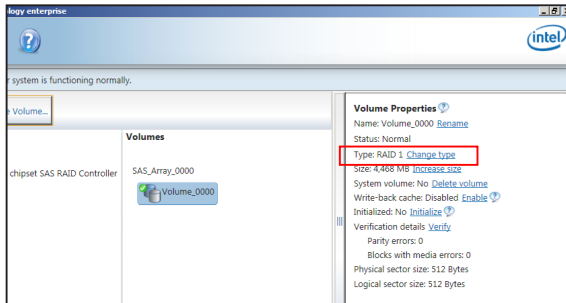 logy enterprise
intel
r system is functioning normally.
e Volume...
chipset SAS RAID Controller
Volumes
SAS_Array_0000
Volume_0000
Volume Properties
Name: Volume_0000 Rename
Status: Normal
Type: RAID 1 Change type
Size: 4,468 MB Increase size
System volume: No Delete volume
Write-back cache: Disabled Enable
Initialized: No Initialize
Verification details Verify
Parity errors: 0
Blocks with media errors: 0
Physical sector size: 512 Bytes
Logical sector size: 512 Bytes